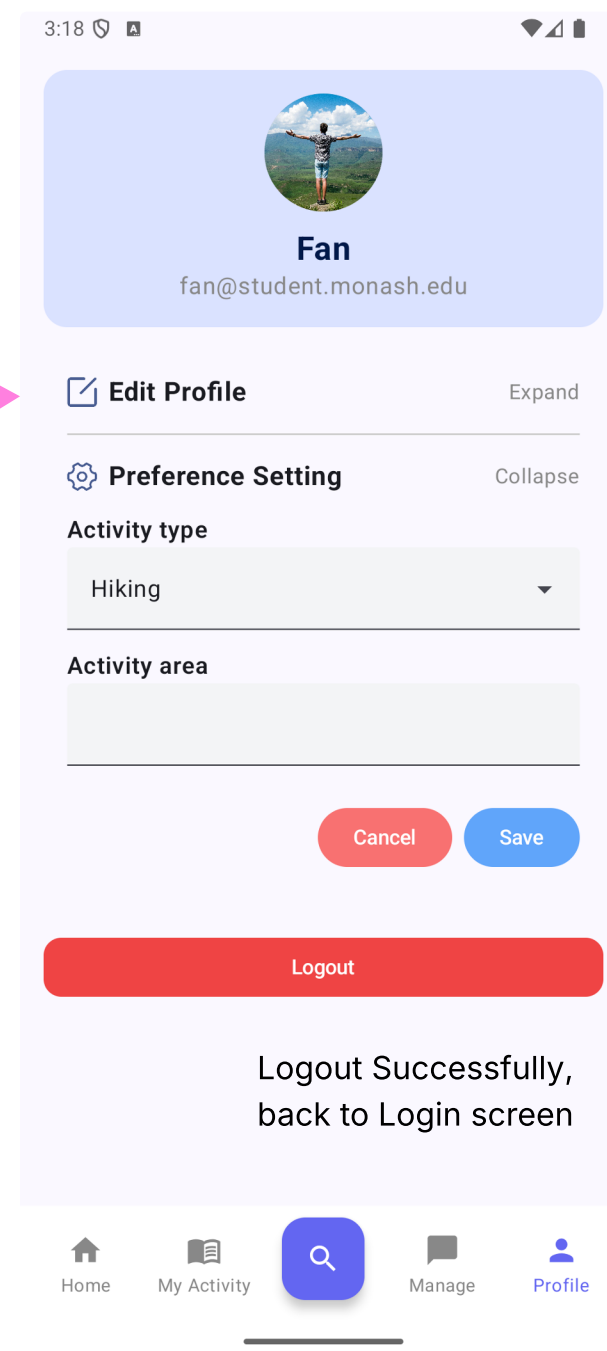 3:18
A
Fan
fan@student.monash.edu
Edit Profile
Expand
Preference Setting
Collapse
Activity type
Hiking
Activity area
Cancel
Save
Logout
Logout Successfully,
back to Login screen
Home
My Activity
Manage
Profile